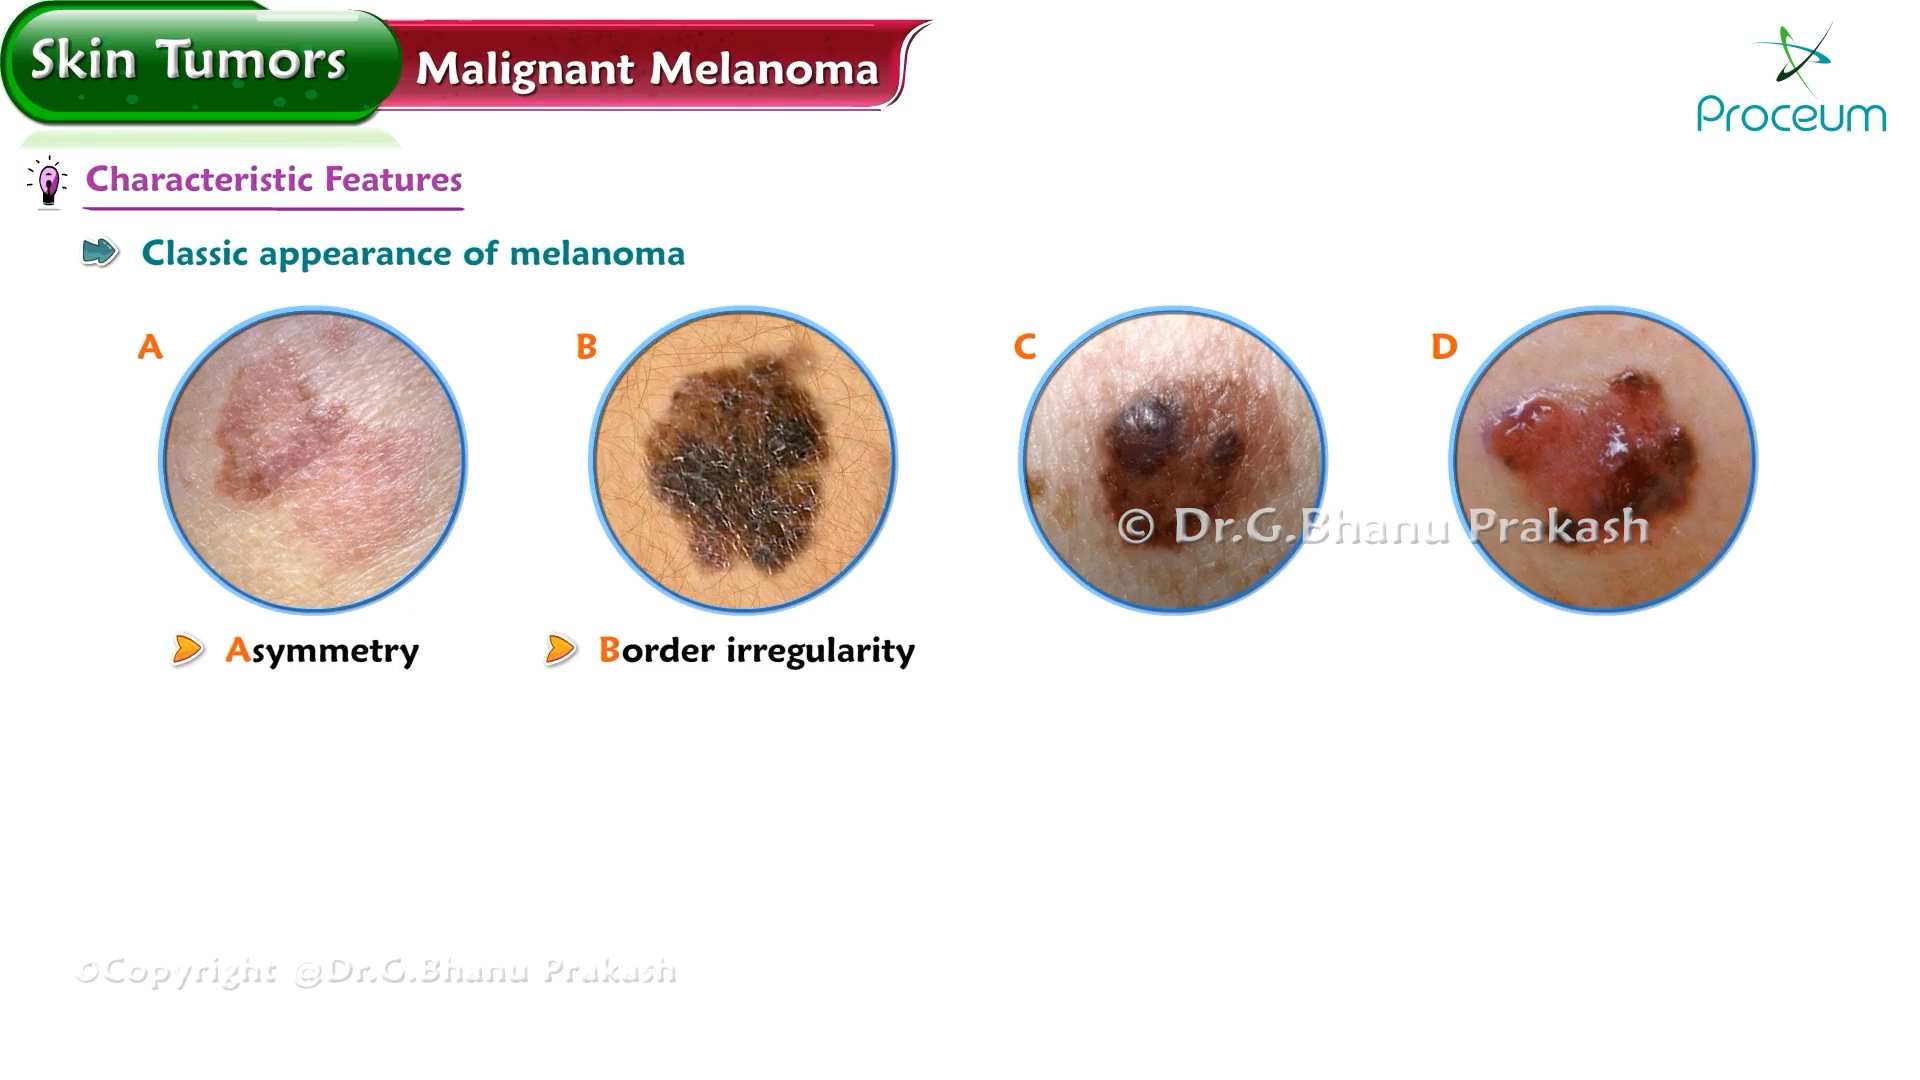 Skin Tumors
Malignant Melanoma
Proceum
Characteristic Features
Classic appearance of melanoma
A
B
C
D
© Dr.G.Bhanu Prakash
Asymmetry
Border irregularity
©Copyright @Dr.G.Bhanu Prakash